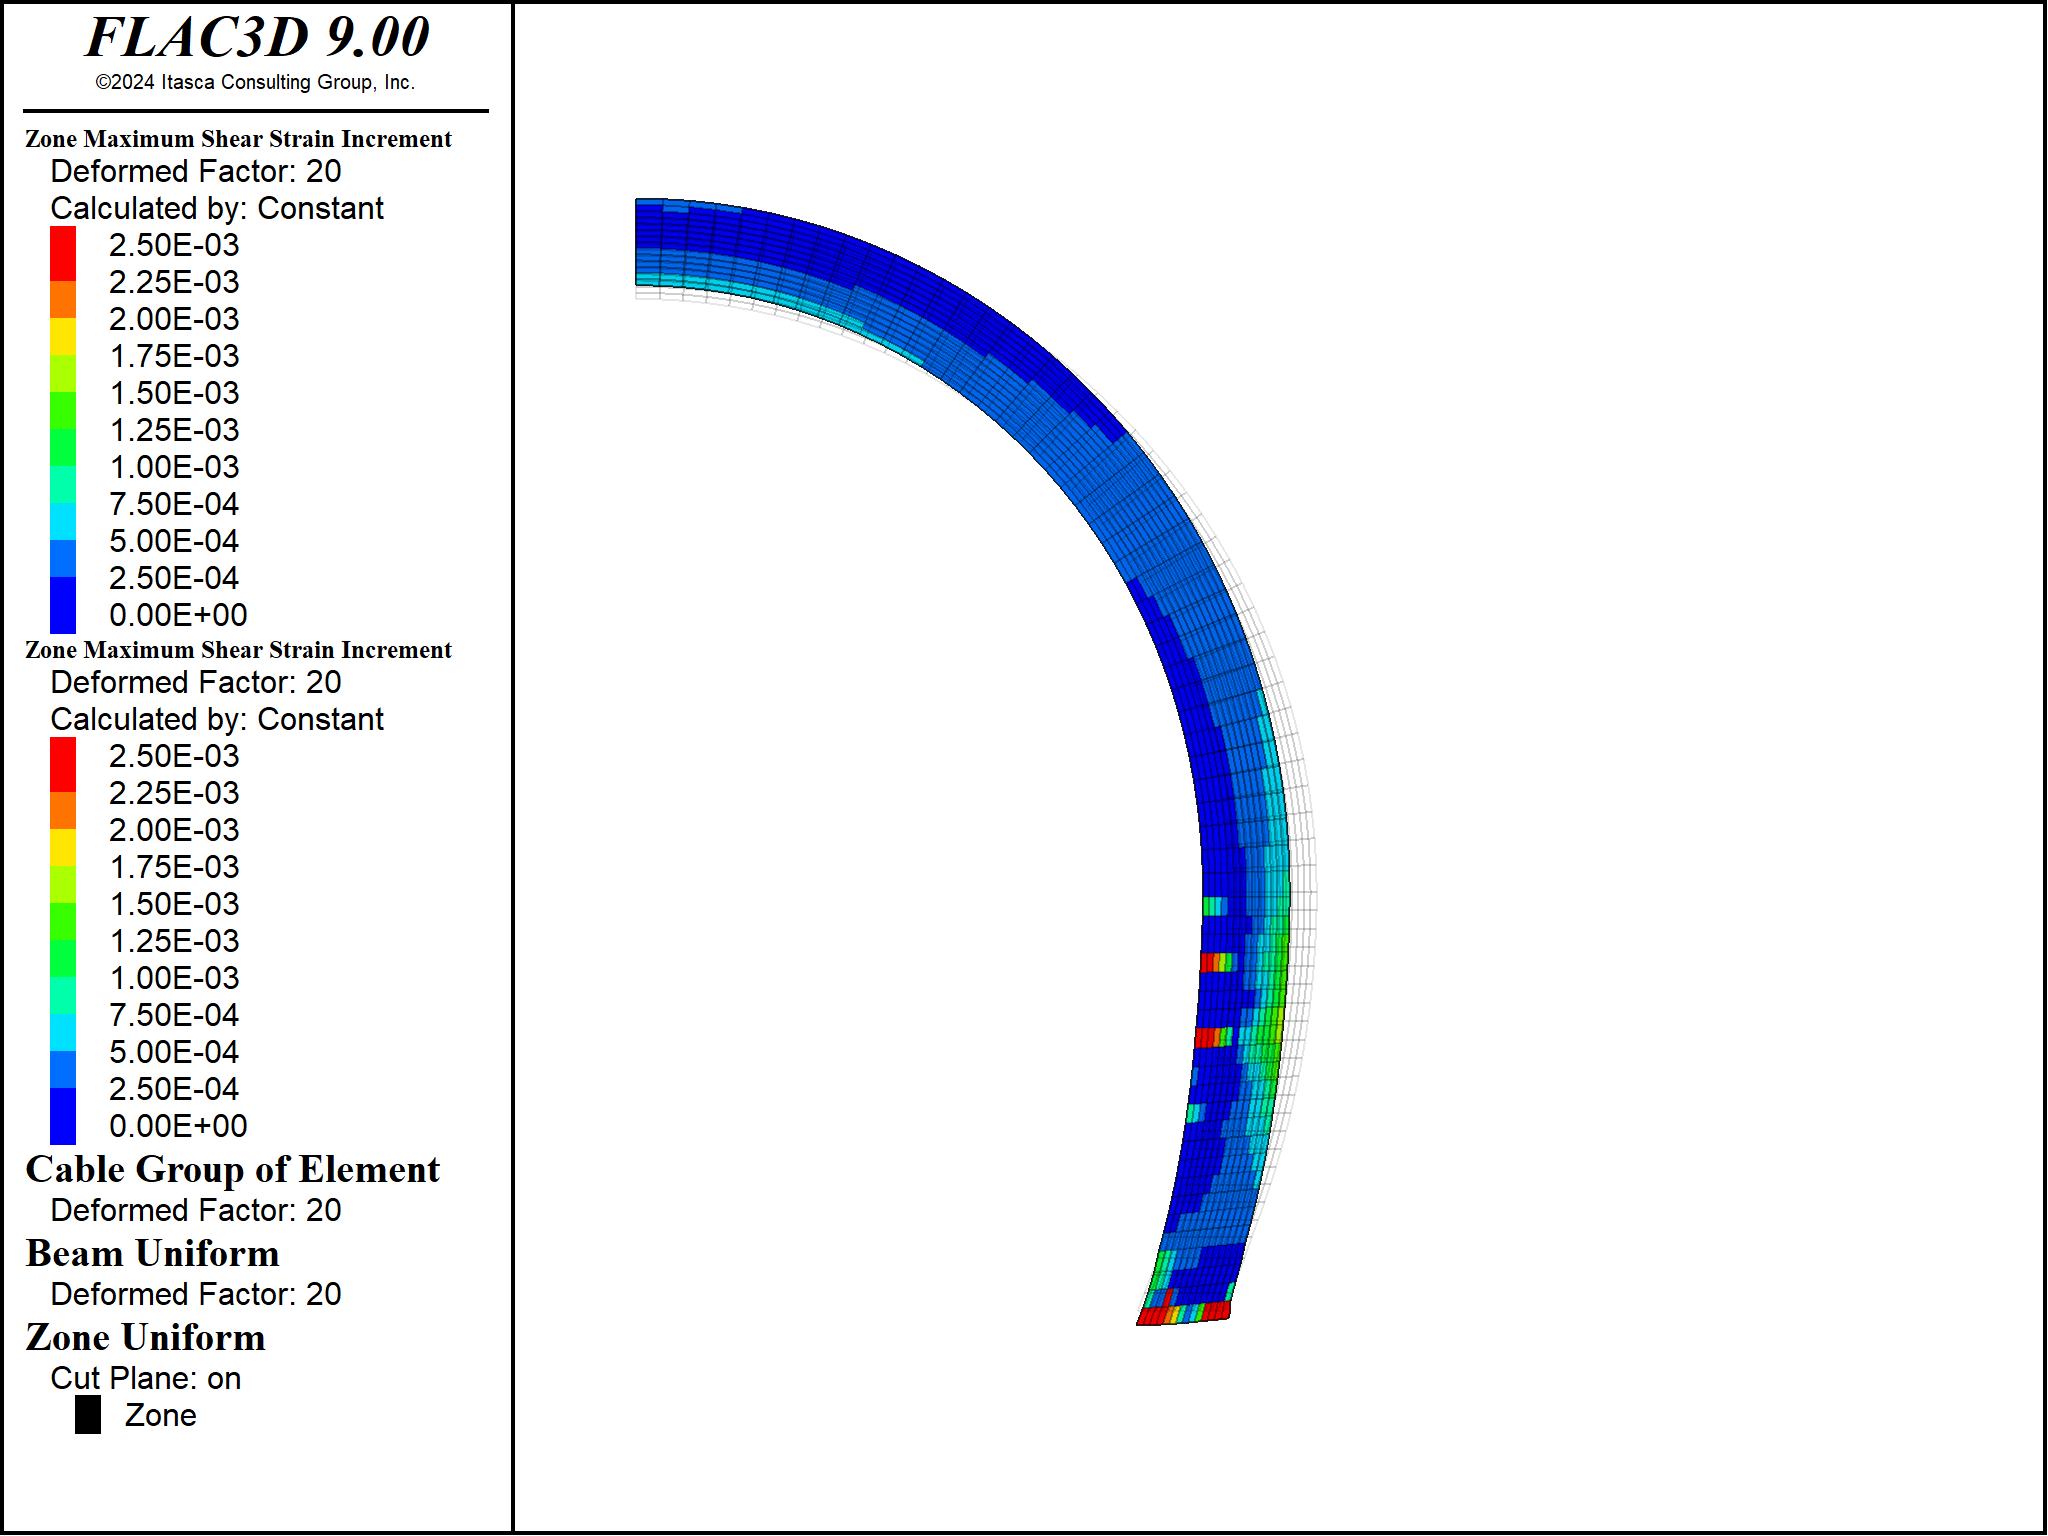 FLAC3D 9.00
©2024 Itasca Consulting Group, Inc.
Zone Maximum Shear Strain Increment
Deformed Factor: 20
Calculated by: Constant
2.50E-03
2.25E-03
2.00E-03
1.75E-03
1.50E-03
1.25E-03
1.00E-03
7.50E-04
5.00E-04
2.50E-04
0.00E+00
Zone Maximum Shear Strain Increment
Deformed Factor: 20
Calculated by: Constant
2.50E-03
2.25E-03
2.00E-03
1.75E-03
1.50E-03
1.25E-03
1.00E-03
7.50E-04
5.00E-04
2.50E-04
0.00E+00
Cable Group of Element
Deformed Factor: 20
Beam Uniform
Deformed Factor: 20
Zone Uniform
Cut Plane: on
Zone